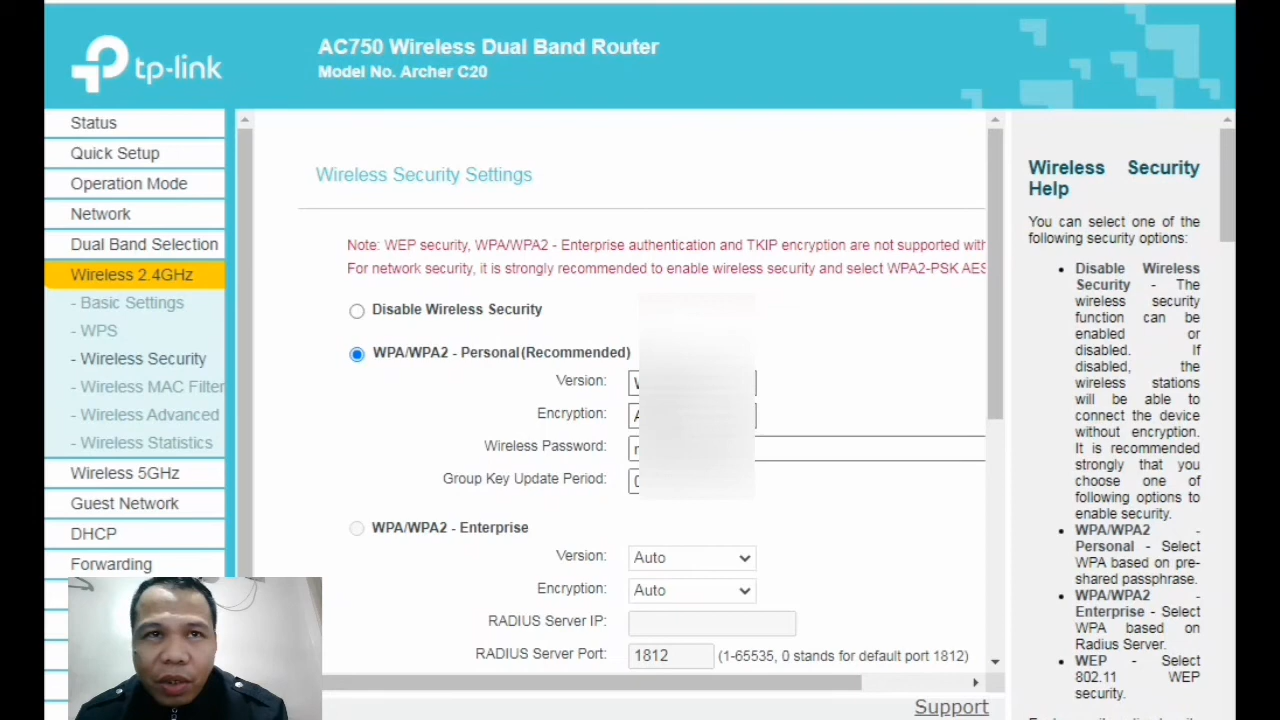 tp-link
AC750 Wireless Dual Band Router
Model No. Archer C20
Status
Quick Setup
Operation Mode
Network
Dual Band Selection
Wireless 2.4GHz
- Basic Settings
- WPS
- Wireless Security
- Wireless MAC Filter
- Wireless Advanced
- Wireless Statistics
Wireless 5GHz
Guest Network
DHCP
Forwarding
Wireless Security Settings
Note: WEP security, WPA/WPA2 - Enterprise authentication and TKIP encryption are not supported with
For network security, it is strongly recommended to enable wireless security and select WPA2-PSK AES
Disable Wireless Security
WPA/WPA2 - Personal(Recommended)
Version:
Encryption:
Wireless Password:
Group Key Update Period:
WPA/WPA2 - Enterprise
Version: Auto
Encryption: Auto
RADIUS Server IP:
RADIUS Server Port: 1812 (1-65535, 0 stands for default port 1812)
Support
Wireless Security
Help
You can select one of the
following security options:
• Disable Wireless
Security - The
wireless security
function can be
enabled or
disabled. If
disabled, the
wireless stations
will be able to
connect the device
without encryption.
It is recommended
strongly that you
choose one of
following options to
enable security.
• WPA/WPA2 -
Personal - Select
WPA based on pre-
shared passphrase.
• WPA/WPA2 -
Enterprise - Select
WPA based on
Radius Server.
• WEP - Select
802.11 WEP
security.